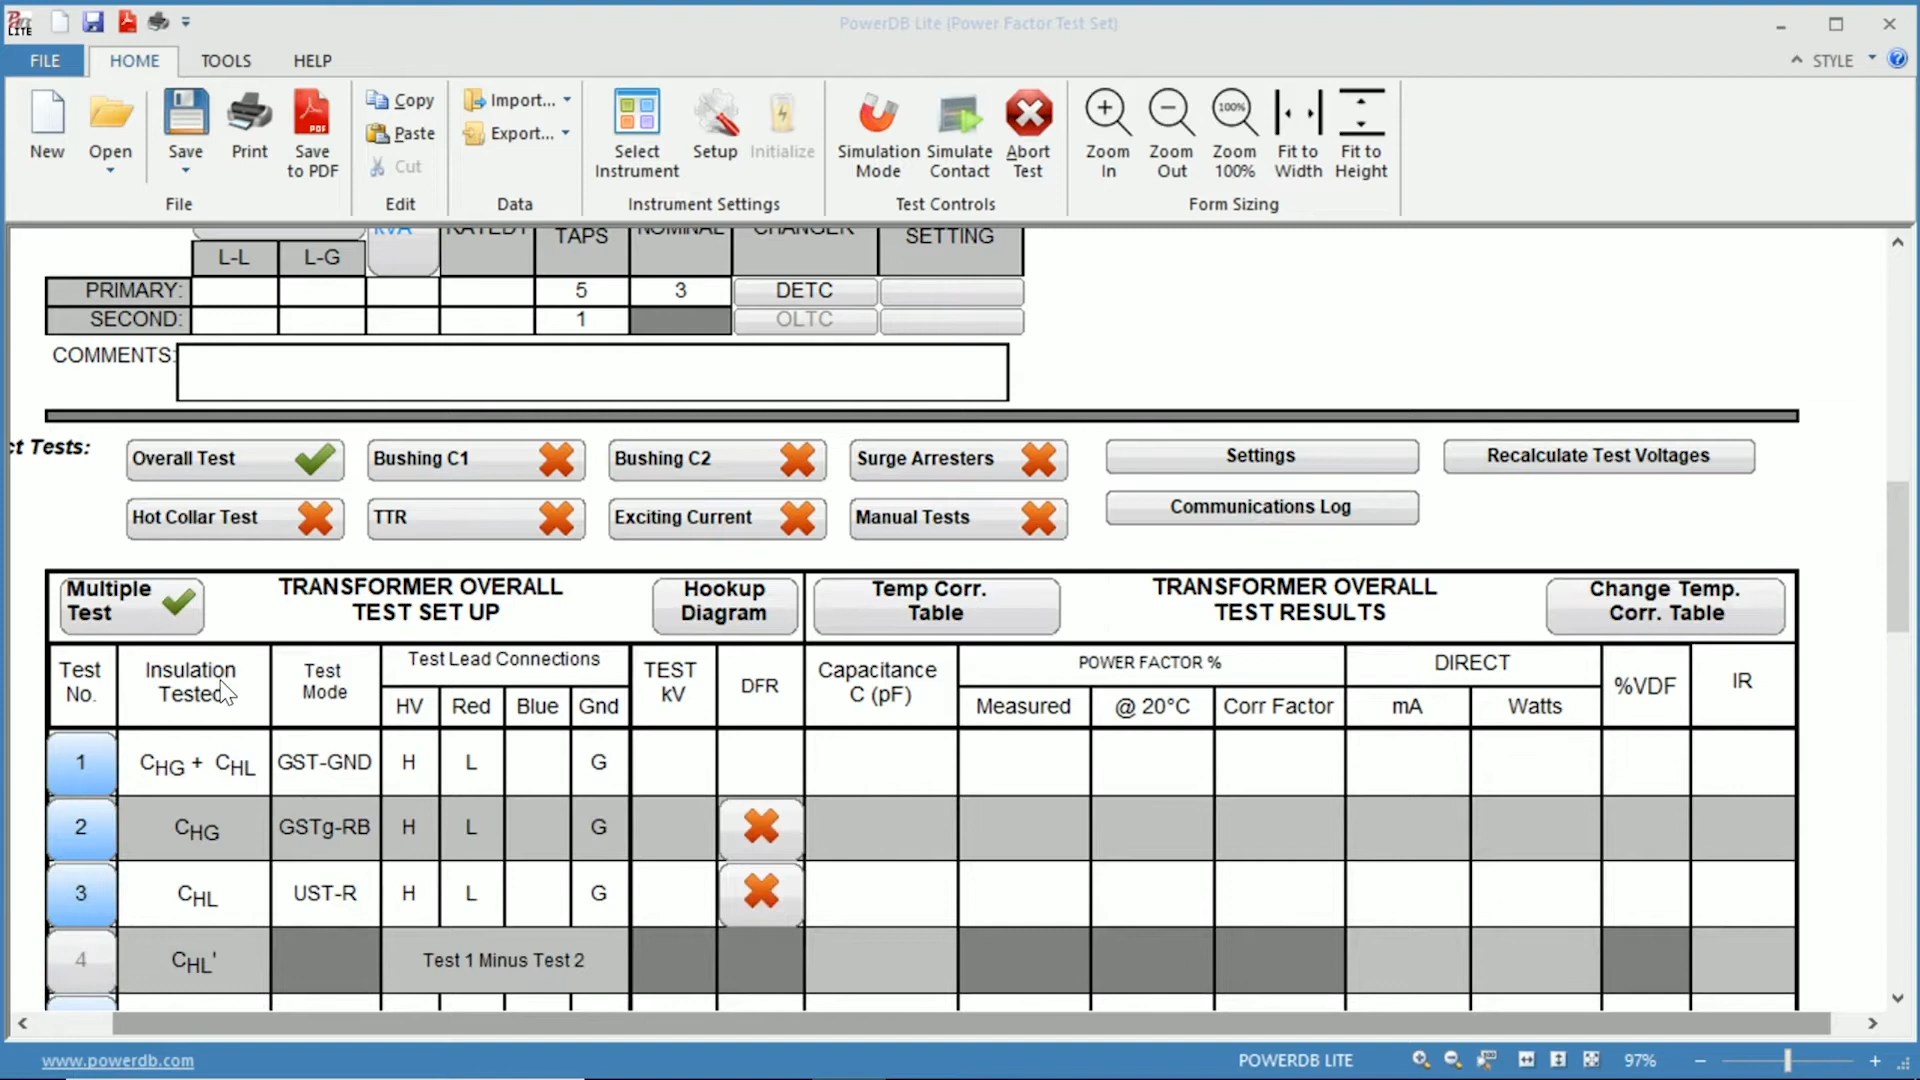 LITE
PowerDB Lite (Power Factor Test Set)
FILE HOME TOOLS HELP STYLE
New Open Save Print Save to PDF
Copy
Paste
Cut
Import...
Export...
Select Instrument Setup Initialize
Simulation Mode Simulate Contact Abort Test
Zoom In Zoom Out Zoom 100% Fit to Width Fit to Height
100%
File Edit Data Instrument Settings Test Controls Form Sizing
kVA RATED TAPS NOMINAL CHANGER SETTING
L-L L-G
PRIMARY: 5 3 DETC
SECOND: 1 OLTC
COMMENTS:
ct Tests:
Overall Test Bushing C1 Bushing C2 Surge Arresters Settings Recalculate Test Voltages
Hot Collar Test TTR Exciting Current Manual Tests Communications Log
Multiple Test
TRANSFORMER OVERALL
TEST SET UP
Hookup Diagram
Temp Corr. Table
TRANSFORMER OVERALL
TEST RESULTS
Change Temp. Corr. Table
Test No. Insulation Tested Test Mode Test Lead Connections TEST kV DFR Capacitance C (pF) POWER FACTOR % DIRECT %VDF IR
HV Red Blue Gnd Measured @ 20°C Corr Factor mA Watts
1 CHG + CHL GST-GND H L G
2 CHG GSTg-RB H L G
3 CHL UST-R H L G
4 CHL' Test 1 Minus Test 2
www.powerdb.com POWERDB LITE 97%